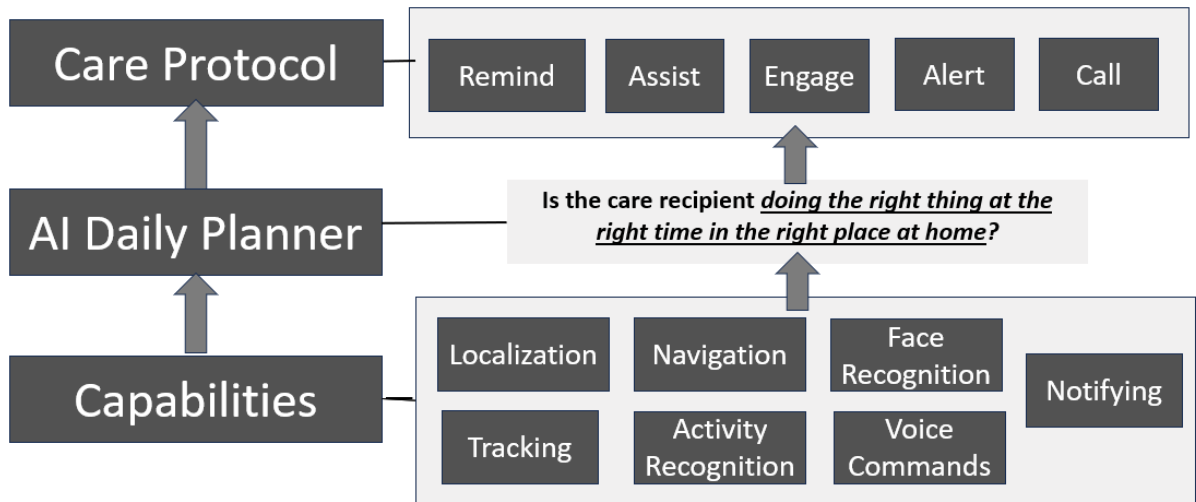 Care Protocol
Remind
Assist
Engage
Alert
Call
AI Daily Planner
Is the care recipient doing the right thing at the
right time in the right place at home?
Capabilities
Localization
Navigation
Face
Recognition
Notifying
Tracking
Activity
Recognition
Voice
Commands